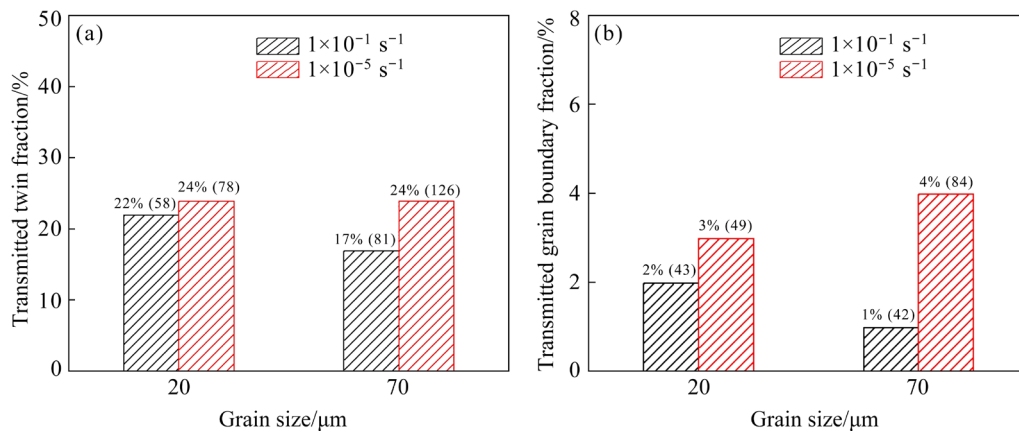 (a)
1×10⁻¹ s⁻¹
1×10⁻⁵ s⁻¹
Transmitted twin fraction/%
50
40
30
20
10
0
22% (58)
24% (78)
17% (81)
24% (126)
20
70
Grain size/μm
(b)
1×10⁻¹ s⁻¹
1×10⁻⁵ s⁻¹
Transmitted grain boundary fraction/%
8
6
4
2
0
2% (43)
3% (49)
1% (42)
4% (84)
20
70
Grain size/μm